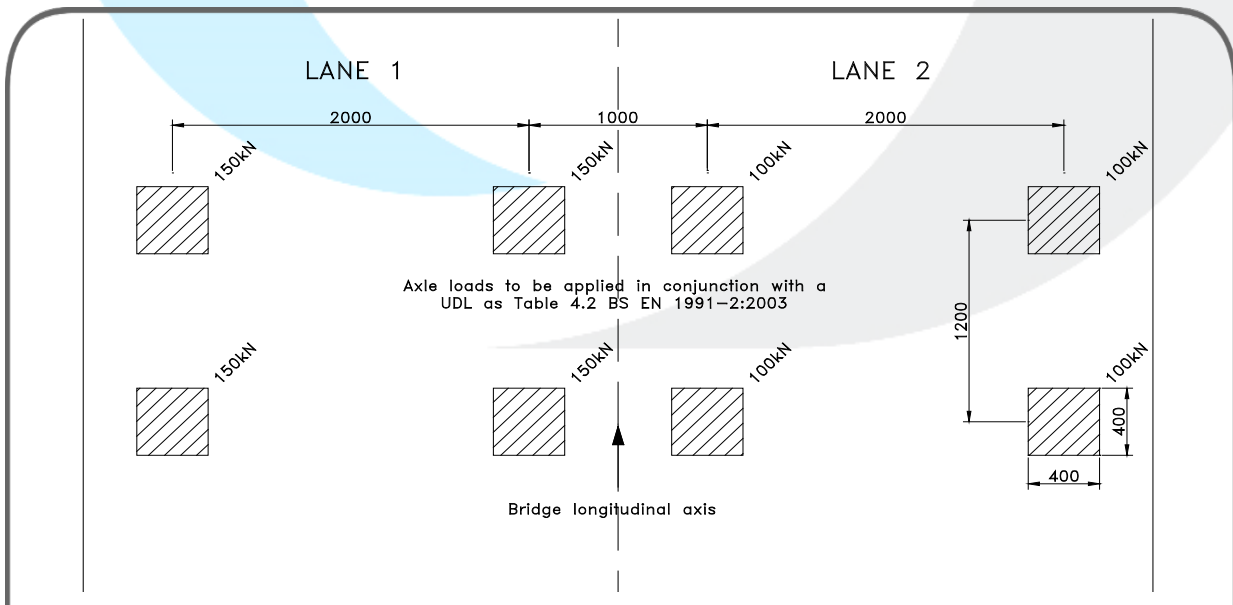 LANE 1
LANE 2
2000
1000
2000
150kN
150kN
100kN
100kN
Axle loads to be applied in conjunction with a
UDL as Table 4.2 BS EN 1991-2:2003
1200
150kN
150kN
100kN
100kN
400
400
Bridge longitudinal axis